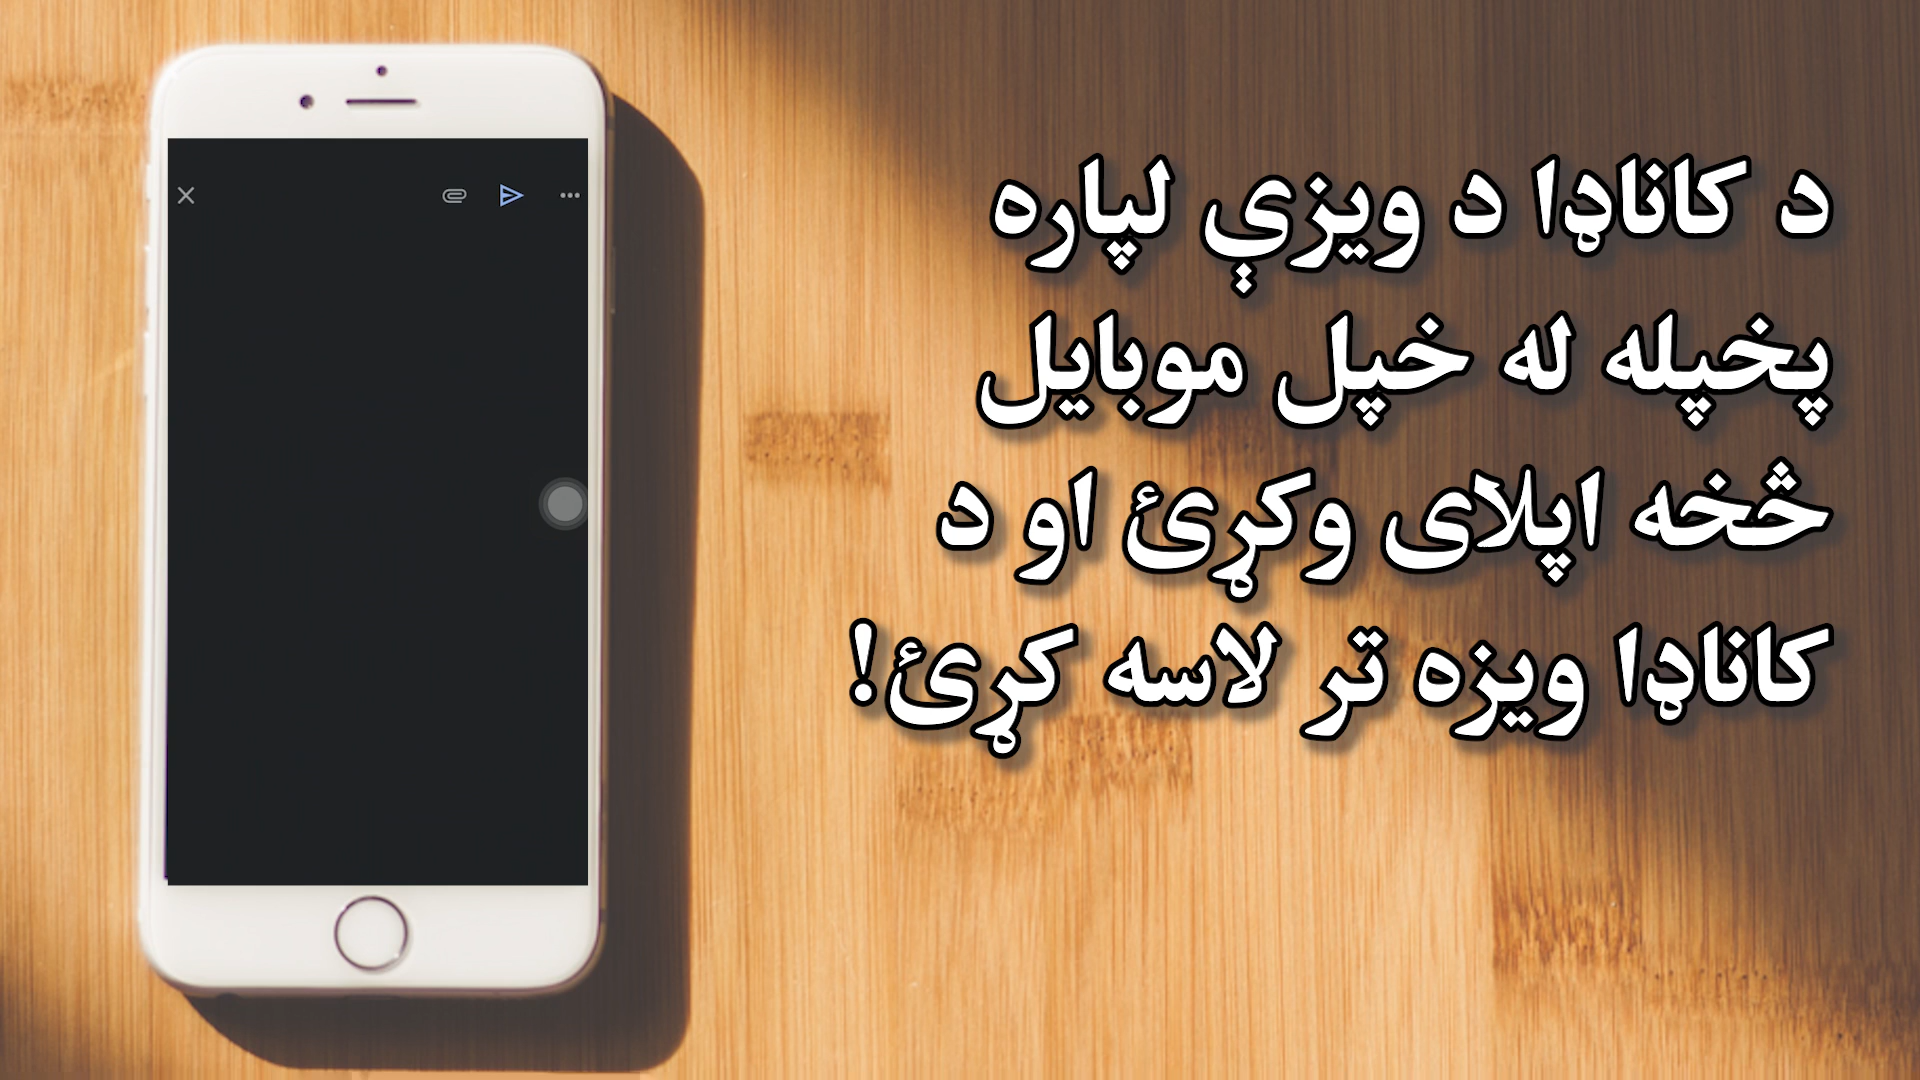 د کاناډا د ویزې لپاره
پخپله له خپل موبایل
څخه اپلای وکړئ او د
کاناډا ویزه تر لاسه کړئ!